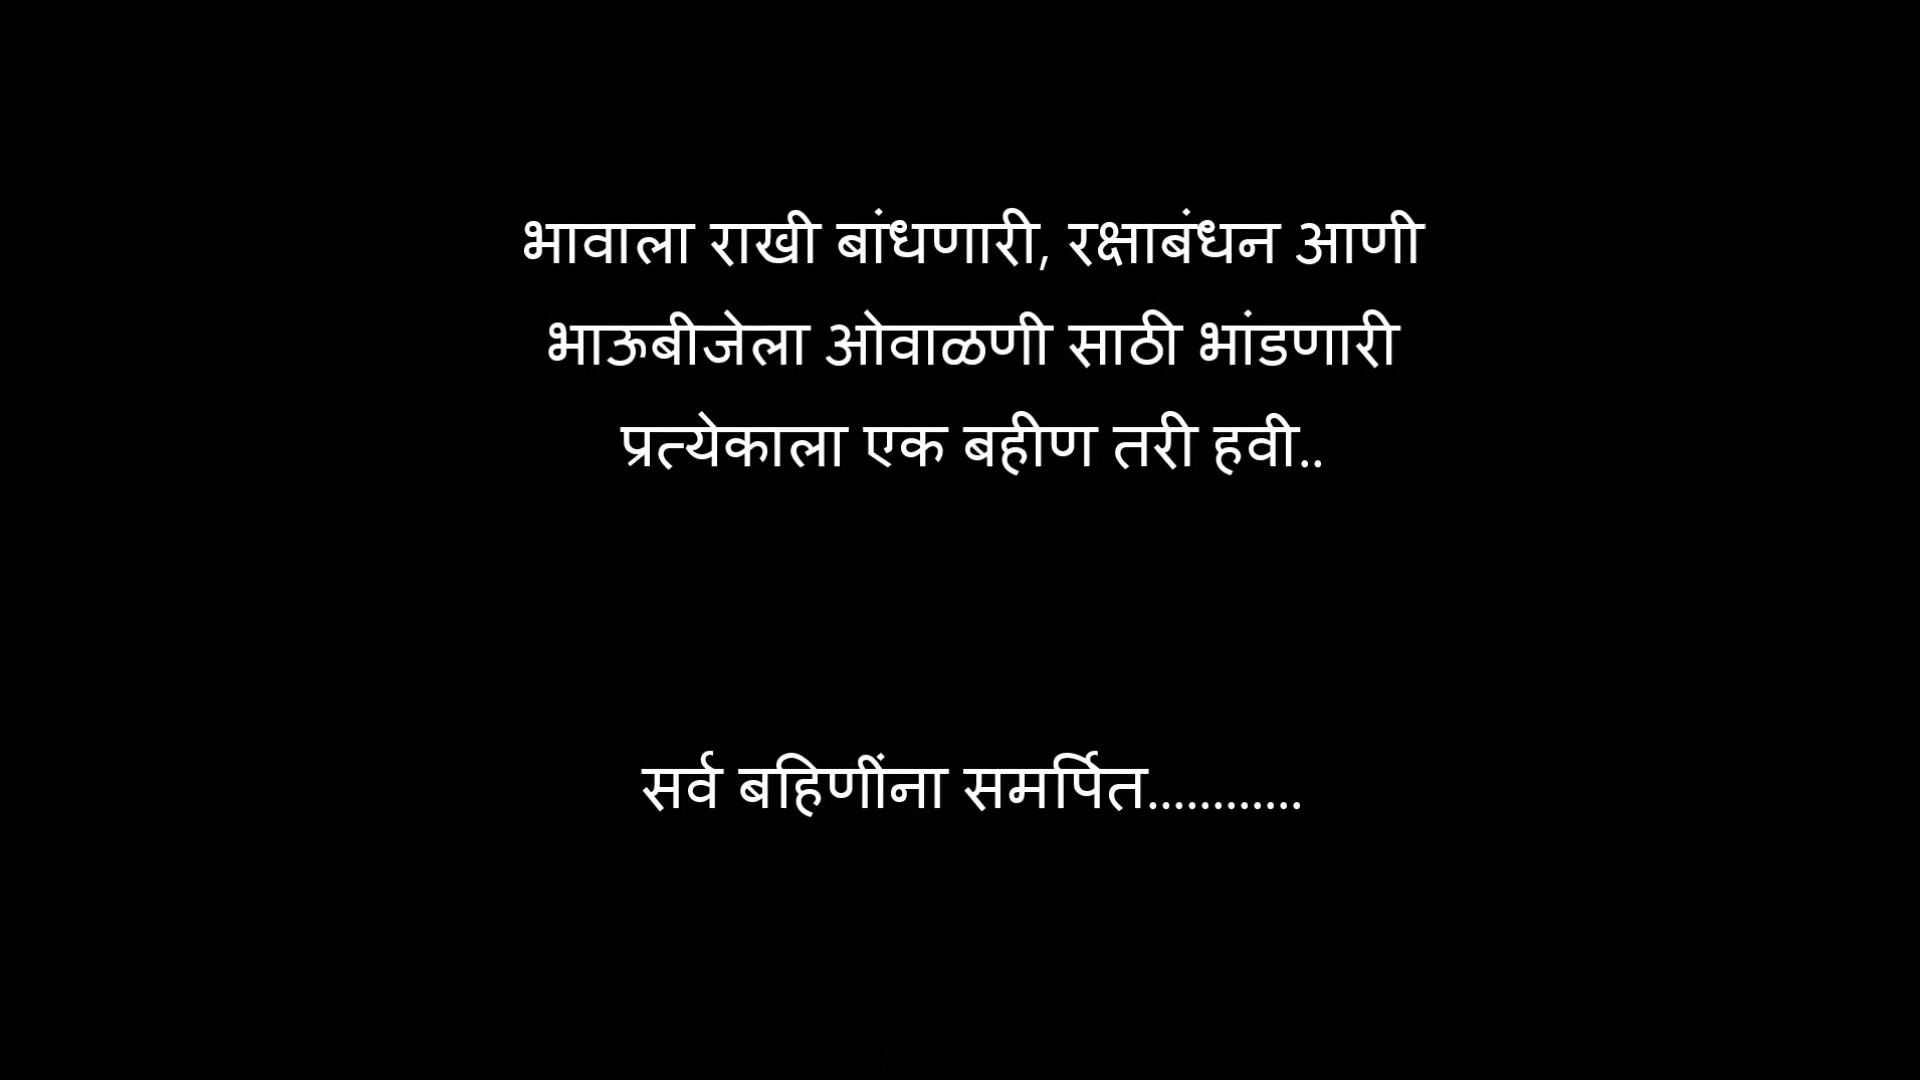 भावाला राखी बांधणारी, रक्षाबंधन आणी
भाऊबीजेला ओवाळणी साठी भांडणारी
प्रत्येकाला एक बहीण तरी हवी..
सर्व बहिणींना समर्पित............